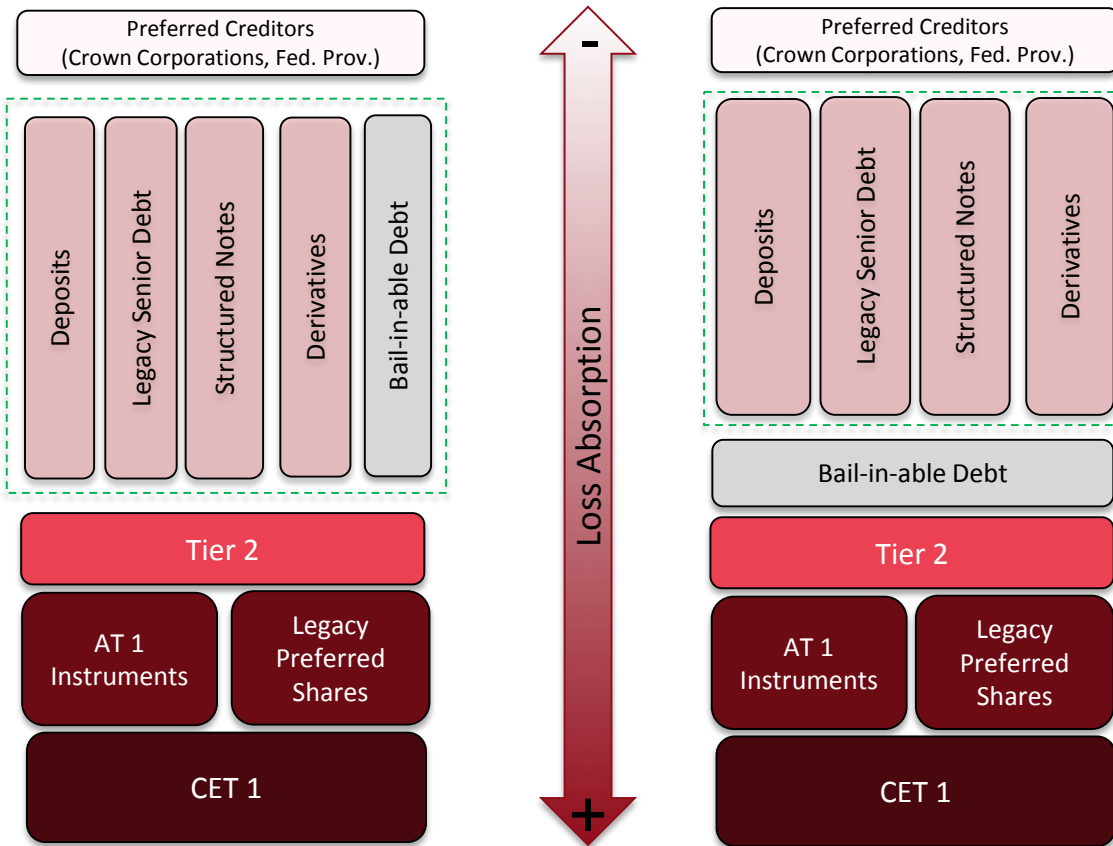 Preferred Creditors
(Crown Corporations, Fed. Prov.)
Deposits
Legacy Senior Debt
Structured Notes
Derivatives
Bail-in-able Debt
Tier 2
AT 1
Instruments
Legacy
Preferred
Shares
CET 1
-
Loss Absorption
+
Preferred Creditors
(Crown Corporations, Fed. Prov.)
Deposits
Legacy Senior Debt
Structured Notes
Derivatives
Bail-in-able Debt
Tier 2
AT 1
Instruments
Legacy
Preferred
Shares
CET 1